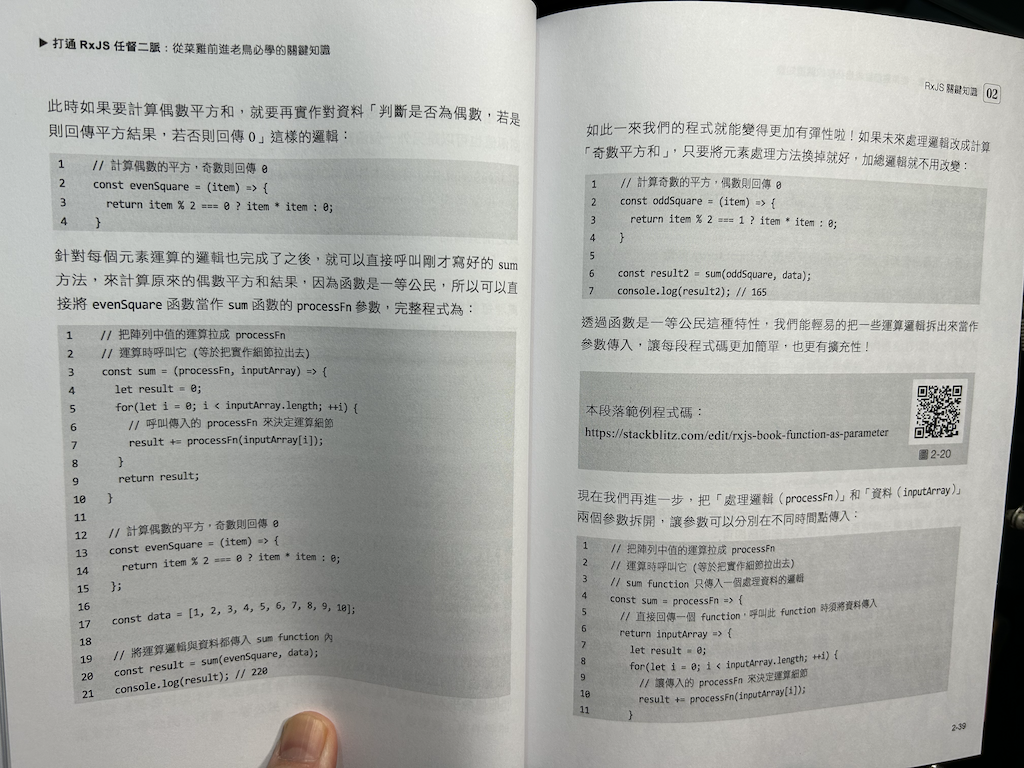 ▶ 打通 RxJS 任督二脈：從菜雞前進老鳥必學的關鍵知識
此時如果要計算偶數平方和，就要再實作對資料「判斷是否為偶數，若是
則回傳平方結果，若否則回傳 0」這樣的邏輯：
1 // 計算偶數的平方，奇數則回傳 0
2 const evenSquare = (item) => {
3 return item % 2 === 0 ? item * item : 0;
4 }
針對每個元素運算的邏輯也完成了之後，就可以直接呼叫剛才寫好的 sum
方法，來計算原來的偶數平方和結果，因為函數是一等公民，所以可以直
接將 evenSquare 函數當作 sum 函數的 processFn 參數，完整程式為：
1 // 把陣列中值的運算拉成 processFn
2 // 運算時呼叫它 (等於把實作細節拉出去)
3 const sum = (processFn, inputArray) => {
4 let result = 0;
5 for(let i = 0; i < inputArray.length; ++i) {
6 // 呼叫傳入的 processFn 來決定運算細節
7 result += processFn(inputArray[i]);
8 }
9 return result;
10 }
11
12 // 計算偶數的平方，奇數則回傳 0
13 const evenSquare = (item) => {
14 return item % 2 === 0 ? item * item : 0;
15 };
16
17 const data = [1, 2, 3, 4, 5, 6, 7, 8, 9, 10];
18
19 // 將運算邏輯與資料都傳入 sum function 內
20 const result = sum(evenSquare, data);
21 console.log(result); // 220
RxJS 關鍵知識 02
如此一來我們的程式就能變得更加有彈性啦！如果未來處理邏輯改成計算
「奇數平方和」，只要將元素處理方法換掉就好，加總邏輯就不用改變：
1 // 計算奇數的平方，偶數則回傳 0
2 const oddSquare = (item) => {
3 return item % 2 === 1 ? item * item : 0;
4 }
5
6 const result2 = sum(oddSquare, data);
7 console.log(result2); // 165
透過函數是一等公民這種特性，我們能輕易的把一些運算邏輯拆出來當作
參數傳入，讓每段程式碼更加簡單，也更有擴充性！
本段落範例程式碼：
https://stackblitz.com/edit/rxjs-book-function-as-parameter
圖 2-20
現在我們再進一步，把「處理邏輯（processFn）」和「資料（inputArray）」
兩個參數拆開，讓參數可以分別在不同時間點傳入：
1 // 把陣列中值的運算拉成 processFn
2 // 運算時呼叫它 (等於把實作細節拉出去)
3 // sum function 只傳入一個處理資料的邏輯
4 const sum = processFn => {
5 // 直接回傳一個 function，呼叫此 function 時須將資料傳入
6 return inputArray => {
7 let result = 0;
8 for(let i = 0; i < inputArray.length; ++i) {
9 // 讓傳入的 processFn 來決定運算細節
10 result += processFn(inputArray[i]);
11 }
2-39